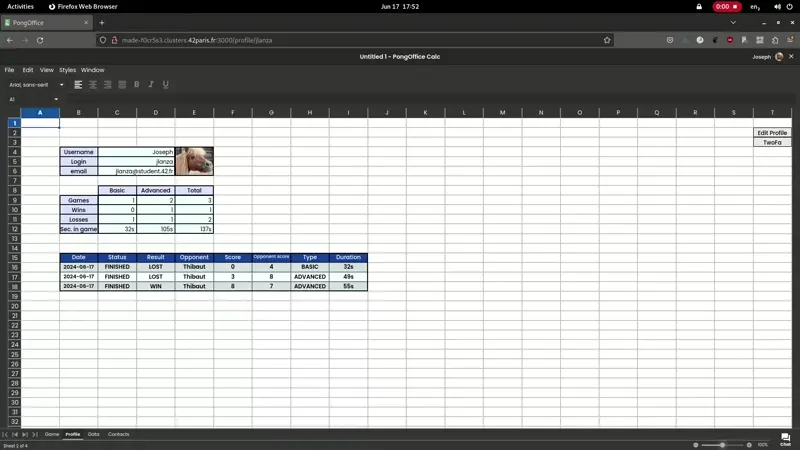 Activities Firefox Web Browser Jun 17 17:52 0:00 en
PongOffice
made-f0cr5s3.clusters.42paris.fr:3000/profile/jlanza
Untitled 1 - PongOffice Calc Joseph
File Edit View Styles Window
Arial, sans-serif B I U
A1
A B C D E F G H I J K L M N O P Q R S T
1
2 Edit Profile
3 TwoFa
4 Username Joseph
5 Login jlanza
6 email jlanza@student.42.fr
7
8 Basic Advanced Total
9 Games 1 2 3
10 Wins 0 1 1
11 Losses 1 1 2
12 Sec. in game 32s 105s 137s
13
14
15 Date Status Result Opponent Score Opponent score Type Duration
16 2024-06-17 FINISHED LOST Thibaut 0 4 BASIC 32s
17 2024-06-17 FINISHED LOST Thibaut 3 8 ADVANCED 49s
18 2024-06-17 FINISHED WIN Thibaut 8 7 ADVANCED 55s
19
20
21
22
23
24
25
26
27
28
29
30
31
32
Game Profile Data Contacts
Sheet 2 of 4 100% Chat